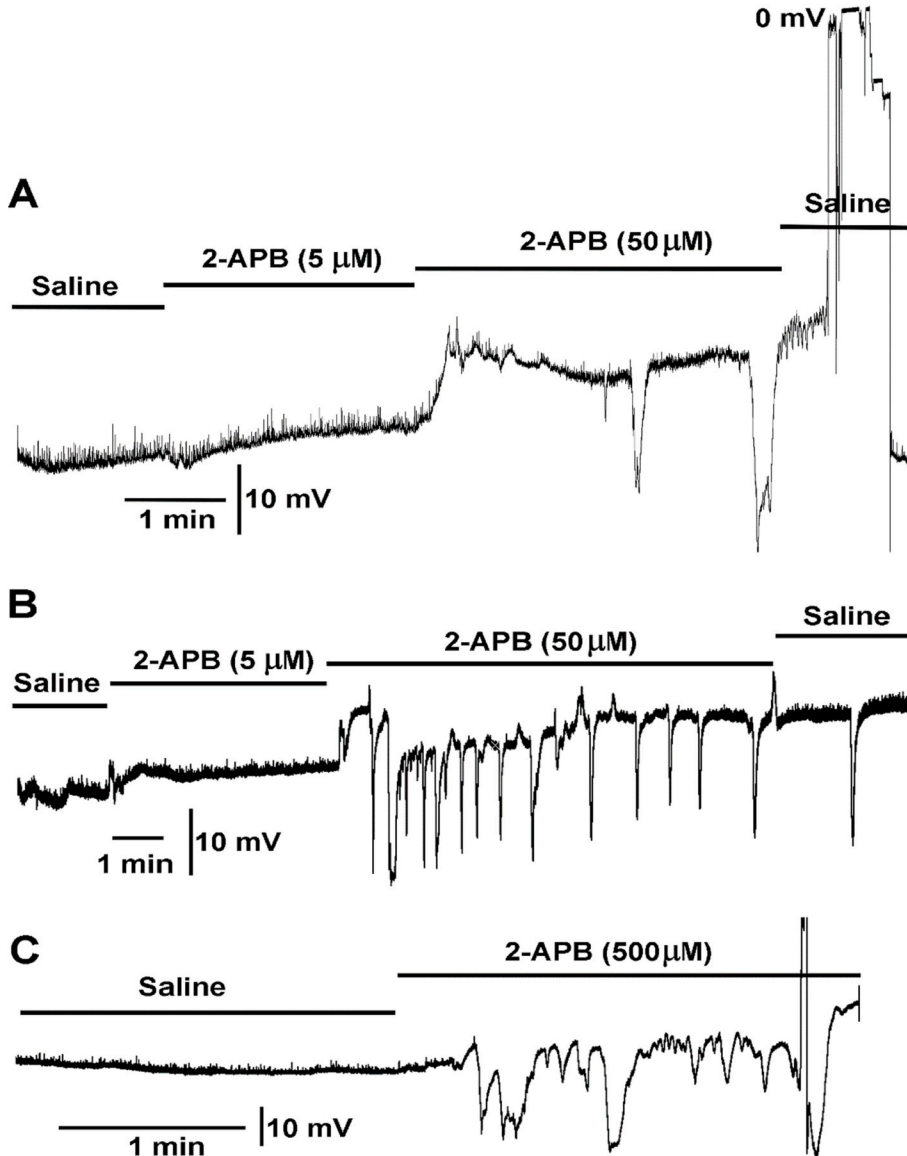 0 mV
A
Saline
2-APB (5 μM)
2-APB (50 μM)
Saline
1 min
10 mV
B
Saline
2-APB (5 μM)
2-APB (50 μM)
Saline
1 min
10 mV
C
Saline
2-APB (500 μM)
1 min
10 mV